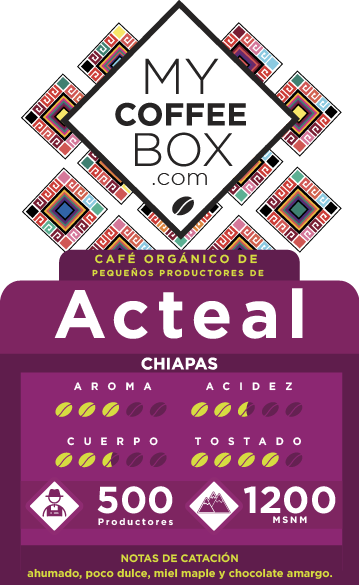 MY
COFFEE
BOX
.com
CAFÉ ORGÁNICO DE
PEQUEÑOS PRODUCTORES DE
Acteal
CHIAPAS
AROMA ACIDEZ
CUERPO TOSTADO
500 1200
Productores MSNM
NOTAS DE CATACIÓN
ahumado, poco dulce, miel maple y chocolate amargo.